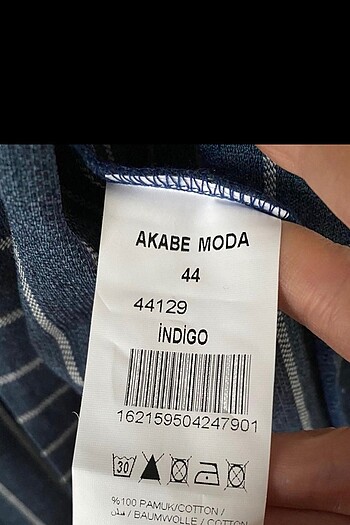 AKABE MODA
44
44129
İNDİGO
162159504247901
30
%100 PAMUK/COTTON/
/ BAUMWOLLE / COTTON /